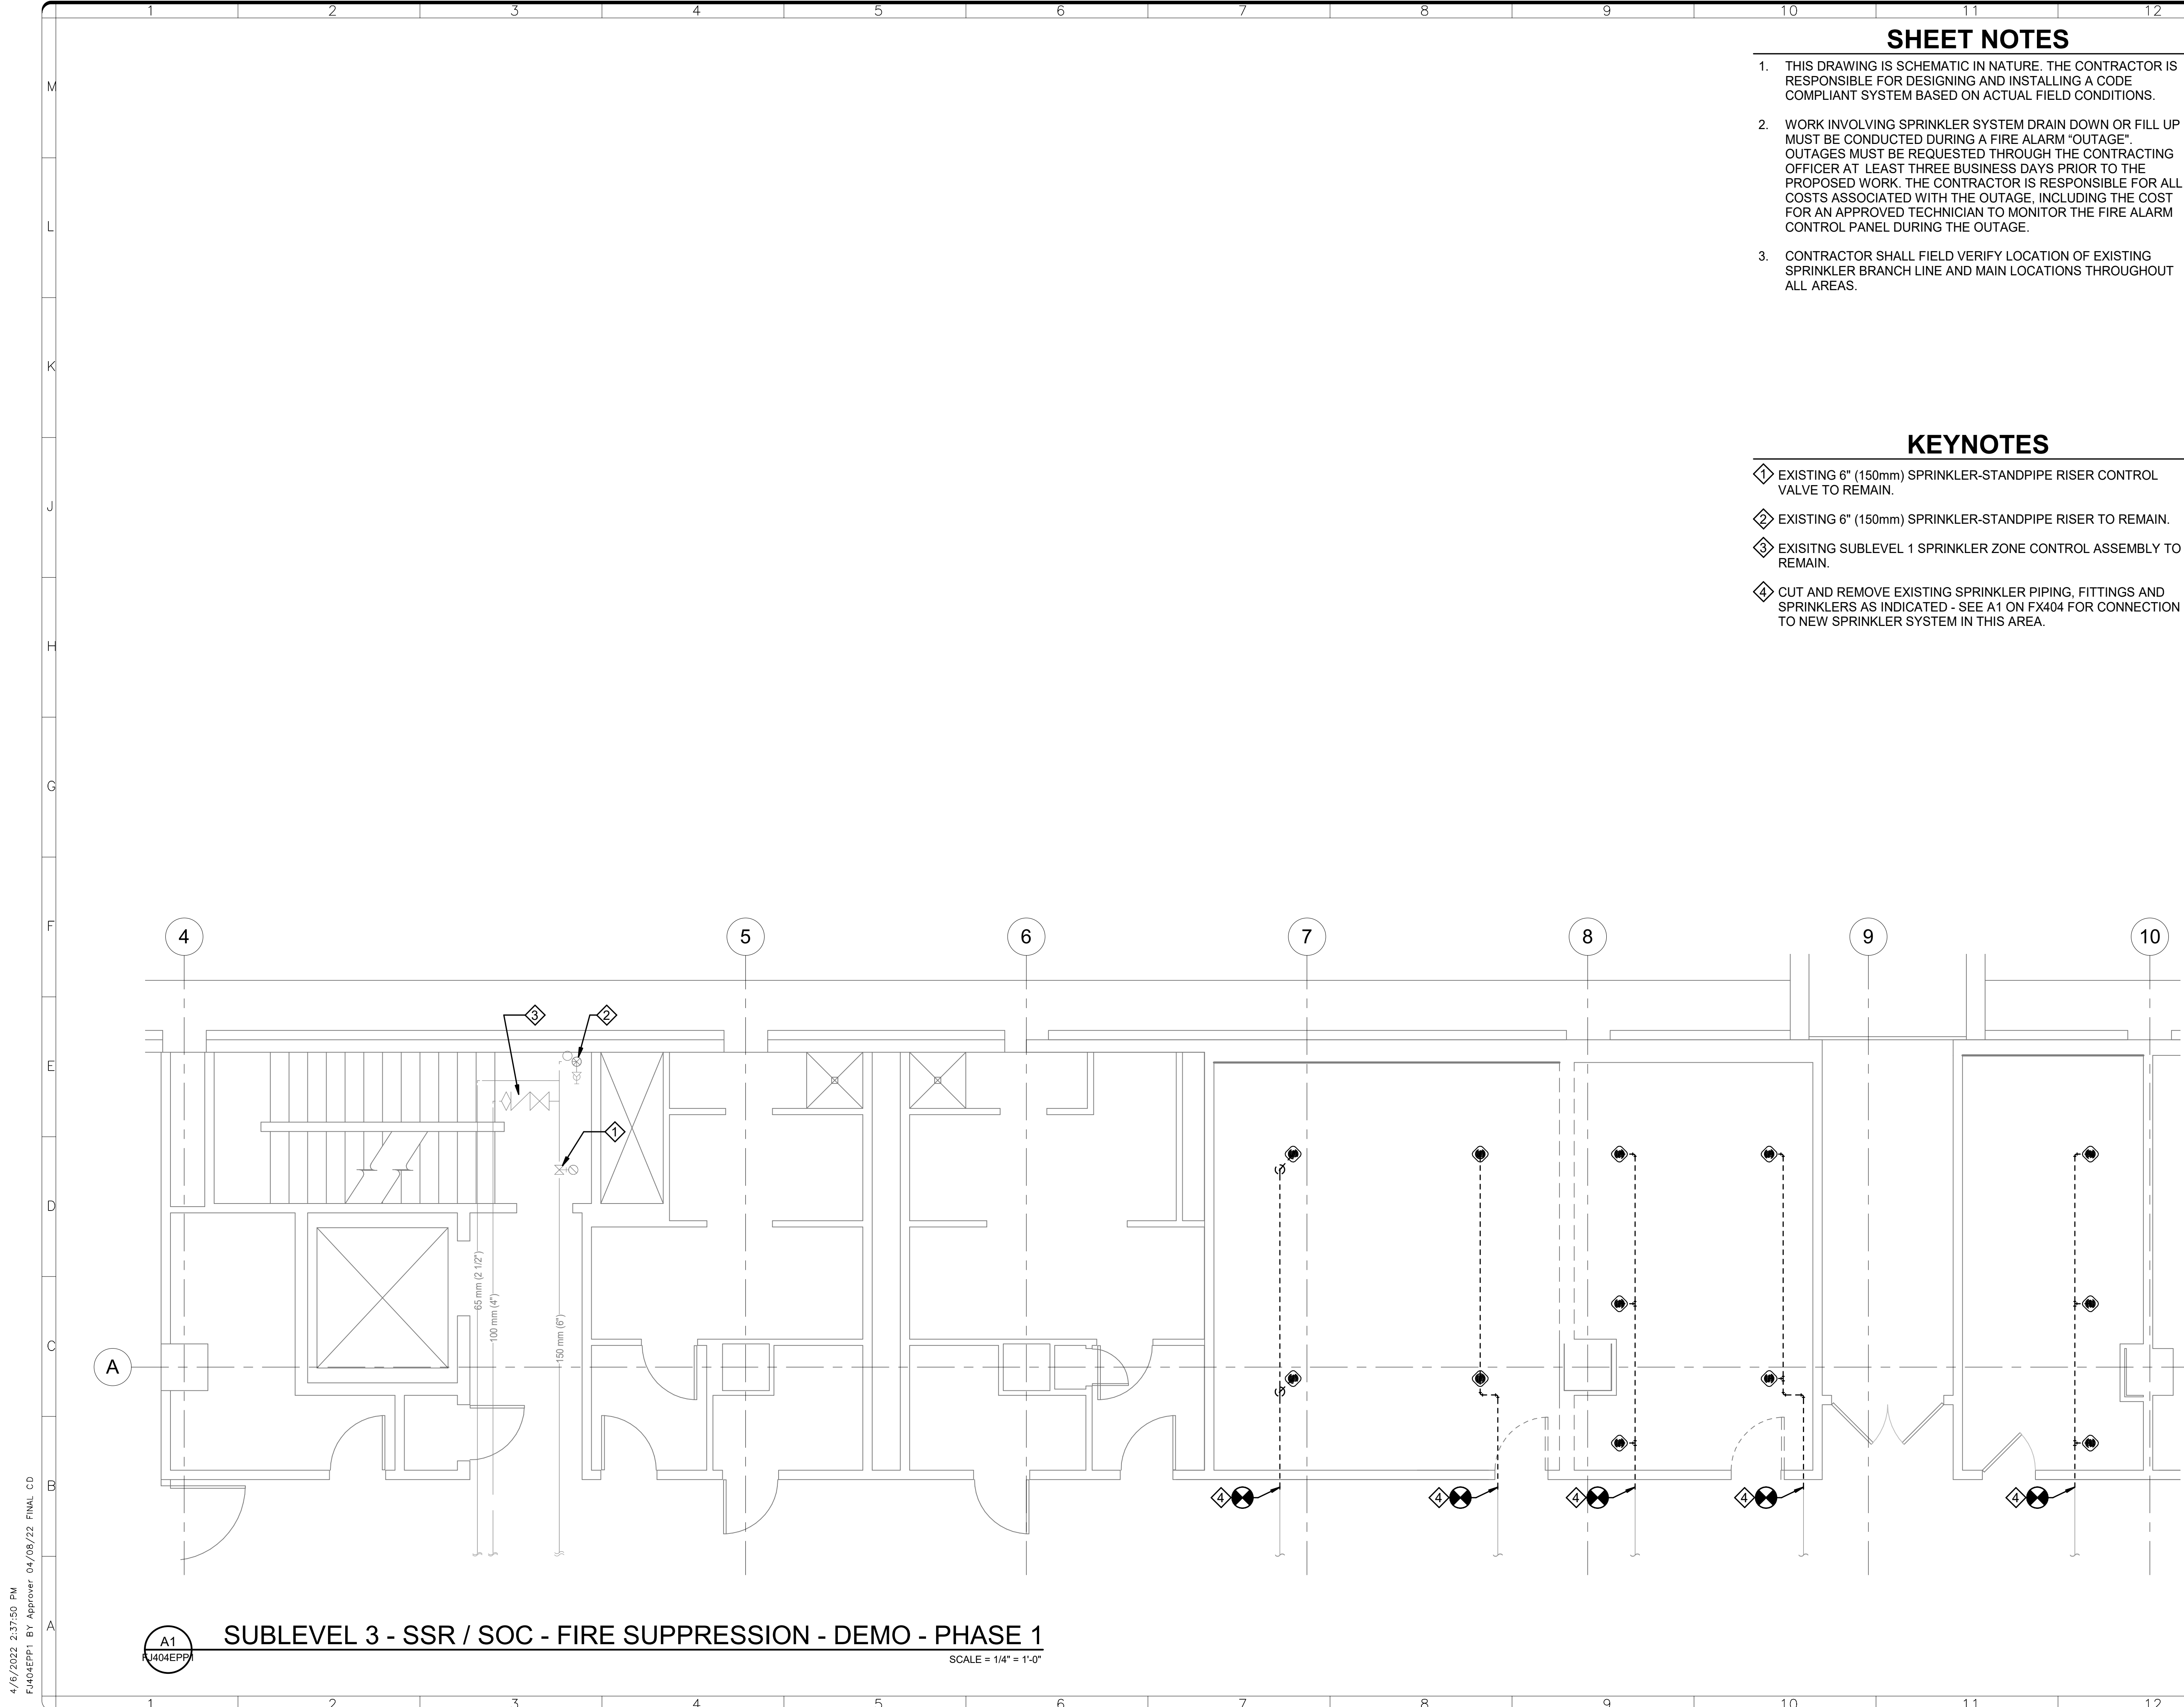 1 2 3 4 5 6 7 8 9 10 11 12
SHEET NOTES
1. THIS DRAWING IS SCHEMATIC IN NATURE. THE CONTRACTOR IS
RESPONSIBLE FOR DESIGNING AND INSTALLING A CODE
COMPLIANT SYSTEM BASED ON ACTUAL FIELD CONDITIONS.
2. WORK INVOLVING SPRINKLER SYSTEM DRAIN DOWN OR FILL UP
MUST BE CONDUCTED DURING A FIRE ALARM “OUTAGE".
OUTAGES MUST BE REQUESTED THROUGH THE CONTRACTING
OFFICER AT LEAST THREE BUSINESS DAYS PRIOR TO THE
PROPOSED WORK. THE CONTRACTOR IS RESPONSIBLE FOR ALL
COSTS ASSOCIATED WITH THE OUTAGE, INCLUDING THE COST
FOR AN APPROVED TECHNICIAN TO MONITOR THE FIRE ALARM
CONTROL PANEL DURING THE OUTAGE.
3. CONTRACTOR SHALL FIELD VERIFY LOCATION OF EXISTING
SPRINKLER BRANCH LINE AND MAIN LOCATIONS THROUGHOUT
ALL AREAS.
KEYNOTES
1 EXISTING 6" (150mm) SPRINKLER-STANDPIPE RISER CONTROL
VALVE TO REMAIN.
2 EXISTING 6" (150mm) SPRINKLER-STANDPIPE RISER TO REMAIN.
3 EXISITNG SUBLEVEL 1 SPRINKLER ZONE CONTROL ASSEMBLY TO
REMAIN.
4 CUT AND REMOVE EXISTING SPRINKLER PIPING, FITTINGS AND
SPRINKLERS AS INDICATED - SEE A1 ON FX404 FOR CONNECTION
TO NEW SPRINKLER SYSTEM IN THIS AREA.
M
L
K
J
H
G
F
E
D
C
B
A
4 5 6 7 8 9 10
3 2
1
65 mm (2 1/2")
100 mm (4")
150 mm (6")
A
4 4 4 4 4
A1
FJ404EPP1
SUBLEVEL 3 - SSR / SOC - FIRE SUPPRESSION - DEMO - PHASE 1
SCALE = 1/4" = 1'-0"
4/6/2022 2:37:50 PM
FJ404EPP1 BY Approver 04/08/22 FINAL CD
1 2 3 4 5 6 7 8 9 10 11 12